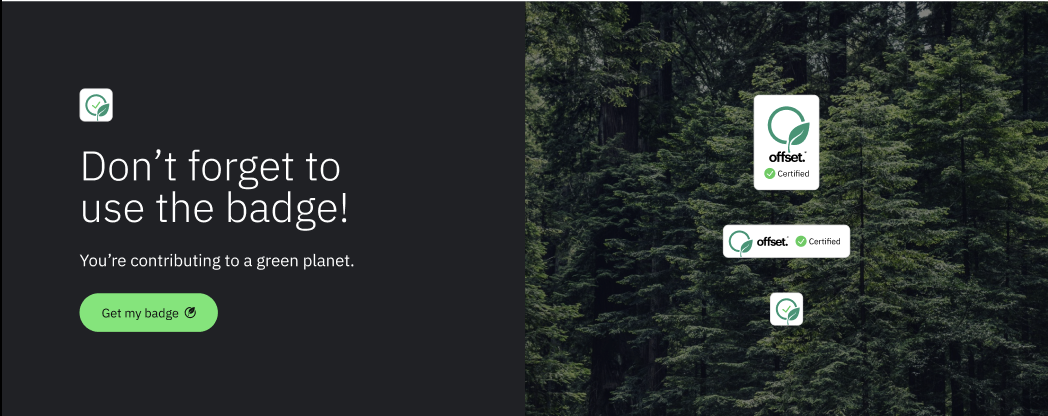 Don’t forget to
use the badge!
You’re contributing to a green planet.
Get my badge
offset.
Certified
offset. Certified